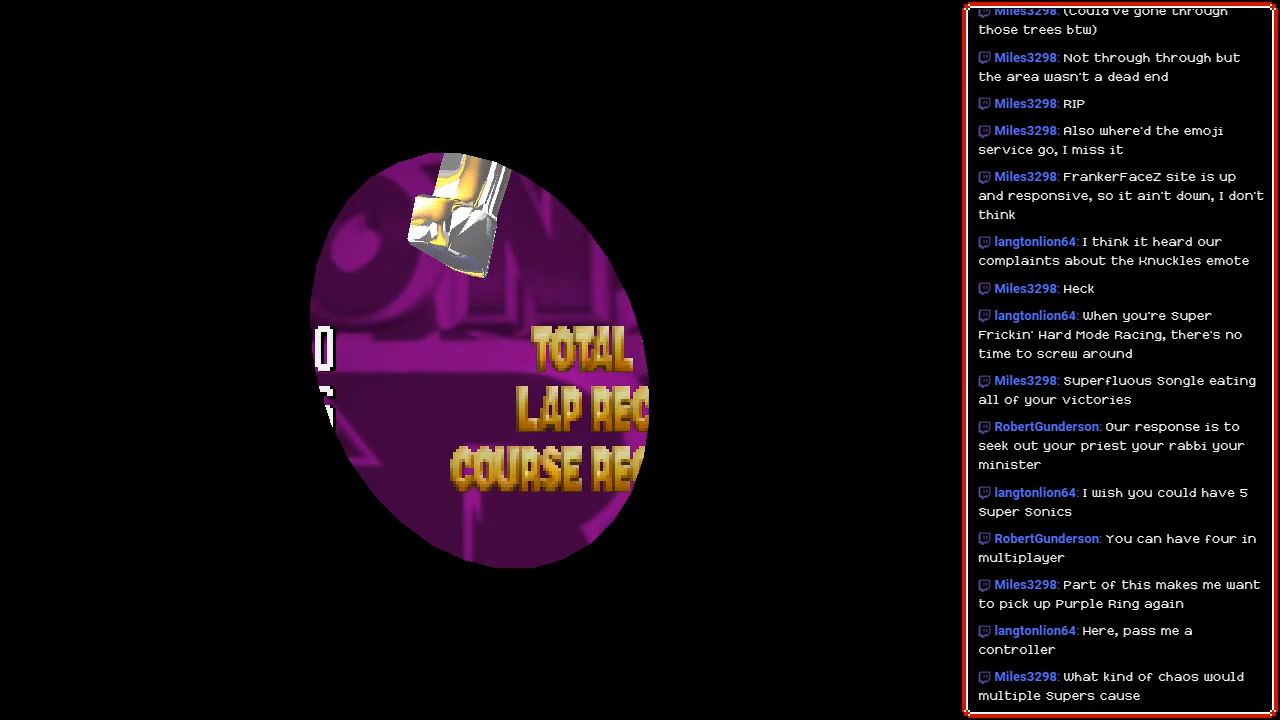 0
TOTAL
LAP REC
COURSE REC
Miles3298: (Could've gone through
those trees btw)
Miles3298: Not through through but
the area wasn't a dead end
Miles3298: RIP
Miles3298: Also where'd the emoji
service go, I miss it
Miles3298: FrankerFaceZ site is up
and responsive, so it ain't down, I don't
think
langtonlion64: I think it heard our
complaints about the Knuckles emote
Miles3298: Heck
langtonlion64: When you're Super
Frickin' Hard Mode Racing, there's no
time to screw around
Miles3298: Superfluous Songle eating
all of your victories
RobertGunderson: Our response is to
seek out your priest your rabbi your
minister
langtonlion64: I wish you could have 5
Super Sonics
RobertGunderson: You can have four in
multiplayer
Miles3298: Part of this makes me want
to pick up Purple Ring again
langtonlion64: Here, pass me a
controller
Miles3298: What kind of chaos would
multiple Supers cause